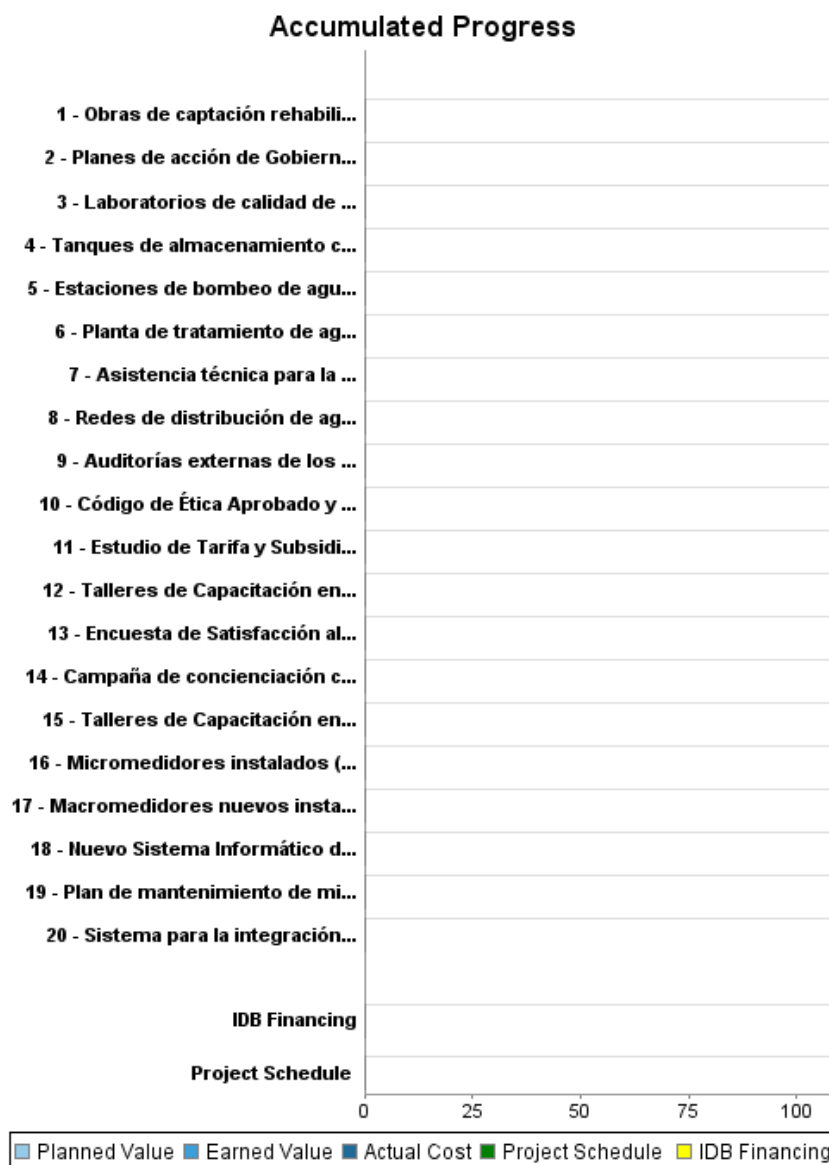 Accumulated Progress
1 - Obras de captación rehabili...
2 - Planes de acción de Gobiern...
3 - Laboratorios de calidad de ...
4 - Tanques de almacenamiento c...
5 - Estaciones de bombeo de agu...
6 - Planta de tratamiento de ag...
7 - Asistencia técnica para la ...
8 - Redes de distribución de ag...
9 - Auditorías externas de los ...
10 - Código de Ética Aprobado y ...
11 - Estudio de Tarifa y Subsidi...
12 - Talleres de Capacitación en...
13 - Encuesta de Satisfacción al...
14 - Campaña de concienciación c...
15 - Talleres de Capacitación en...
16 - Micromedidores instalados (...
17 - Macromedidores nuevos insta...
18 - Nuevo Sistema Informático d...
19 - Plan de mantenimiento de mi...
20 - Sistema para la integración...
IDB Financing
Project Schedule
0 25 50 75 100
Planned Value Earned Value Actual Cost Project Schedule IDB Financing